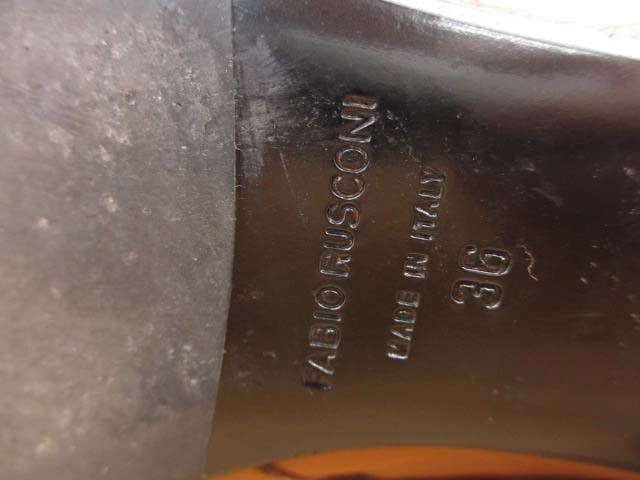 FABIO RUSCONI
MADE IN ITALY
36